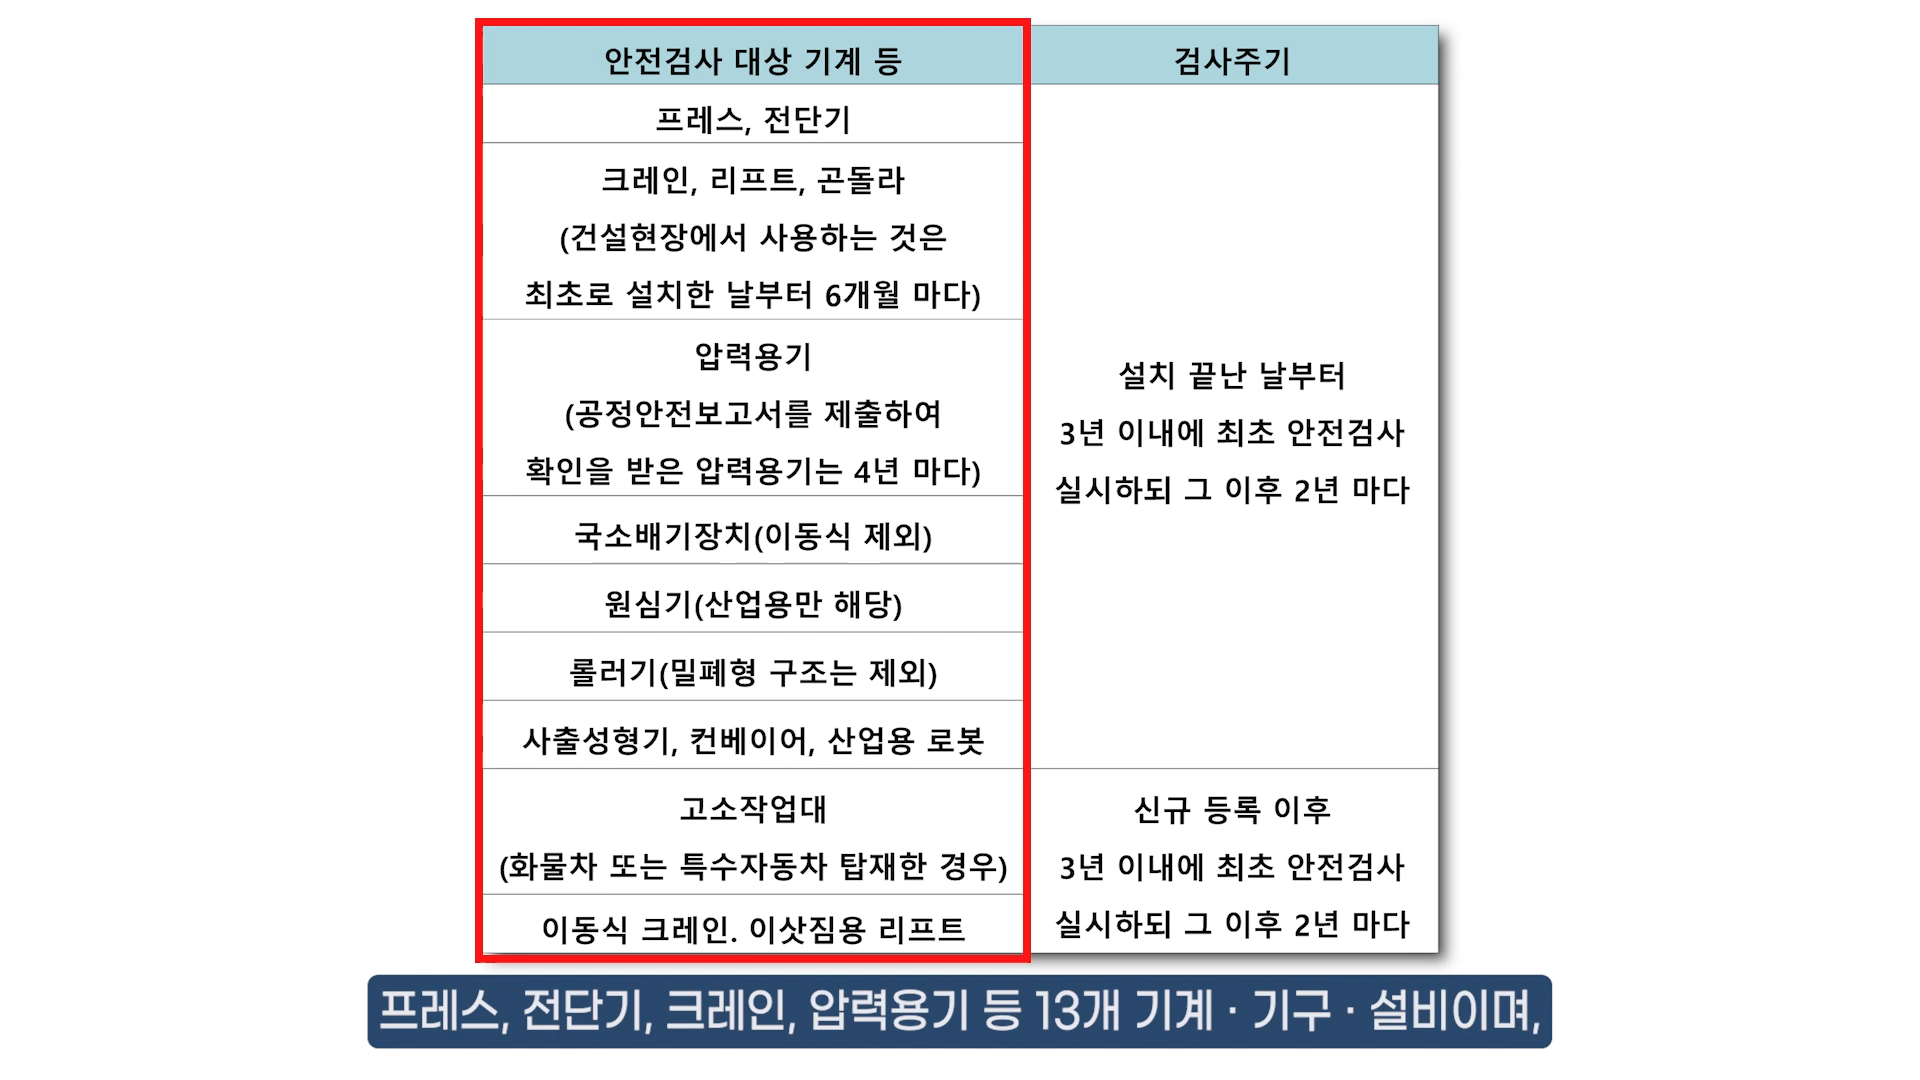 안전검사 대상 기계 등
검사주기
프레스, 전단기
크레인, 리프트, 곤돌라
(건설현장에서 사용하는 것은
최초로 설치한 날부터 6개월 마다)
압력용기
(공정안전보고서를 제출하여
확인을 받은 압력용기는 4년 마다)
국소배기장치(이동식 제외)
원심기(산업용만 해당)
롤러기(밀폐형 구조는 제외)
사출성형기, 컨베이어, 산업용 로봇
설치 끝난 날부터
3년 이내에 최초 안전검사
실시하되 그 이후 2년 마다
고소작업대
(화물차 또는 특수자동차 탑재한 경우)
이동식 크레인. 이삿짐용 리프트
신규 등록 이후
3년 이내에 최초 안전검사
실시하되 그 이후 2년 마다
프레스, 전단기, 크레인, 압력용기 등 13개 기계 · 기구 · 설비이며,